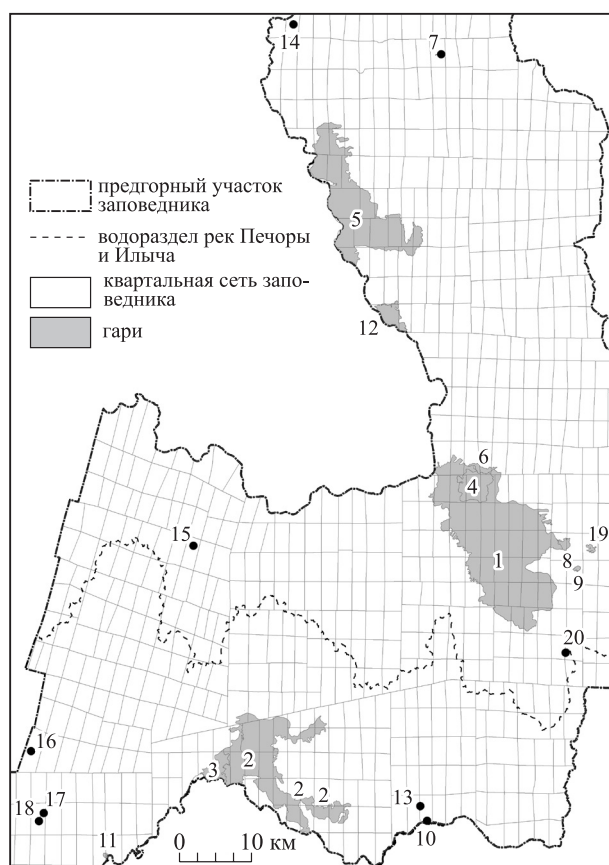 14
7
предгорный участок
заповедника
водораздел рек Печоры
и Илыча
квартальная сеть запо-
ведника
гари
5
12
6
4
15
19
8
1
9
20
16
3
2
2
2
17
18
13
10
11
0
10 км